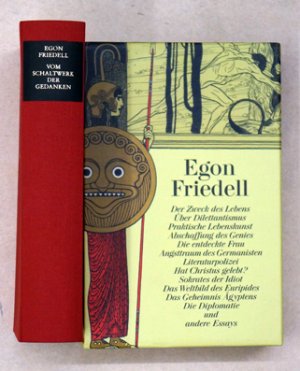 EGON
FRIEDELL
VOM
SCHALTWERK
DER
GEDANKEN
Egon
Friedell
Der Zweck des Lebens
Über Dilettantismus
Praktische Lebenskunst
Abschaffung des Genies
Die entdeckte Frau
Angsttraum des Germanisten
Literaturpolizei
Hat Christus gelebt?
Sokrates der Idiot
Das Weltbild des Euripides
Das Geheimnis Ägyptens
Die Diplomatie
und
andere Essays